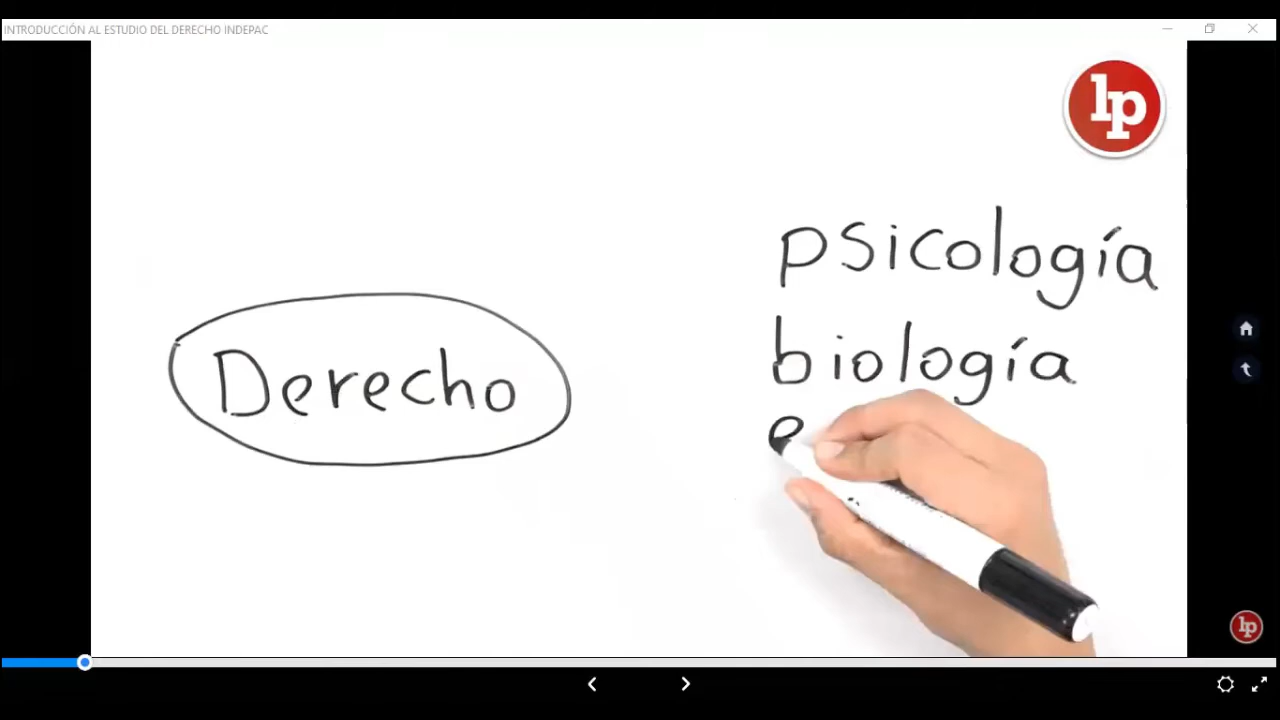 INTRODUCCIÓN AL ESTUDIO DEL DERECHO INDEPAC
lp
psicología
biología
Derecho
e
lp